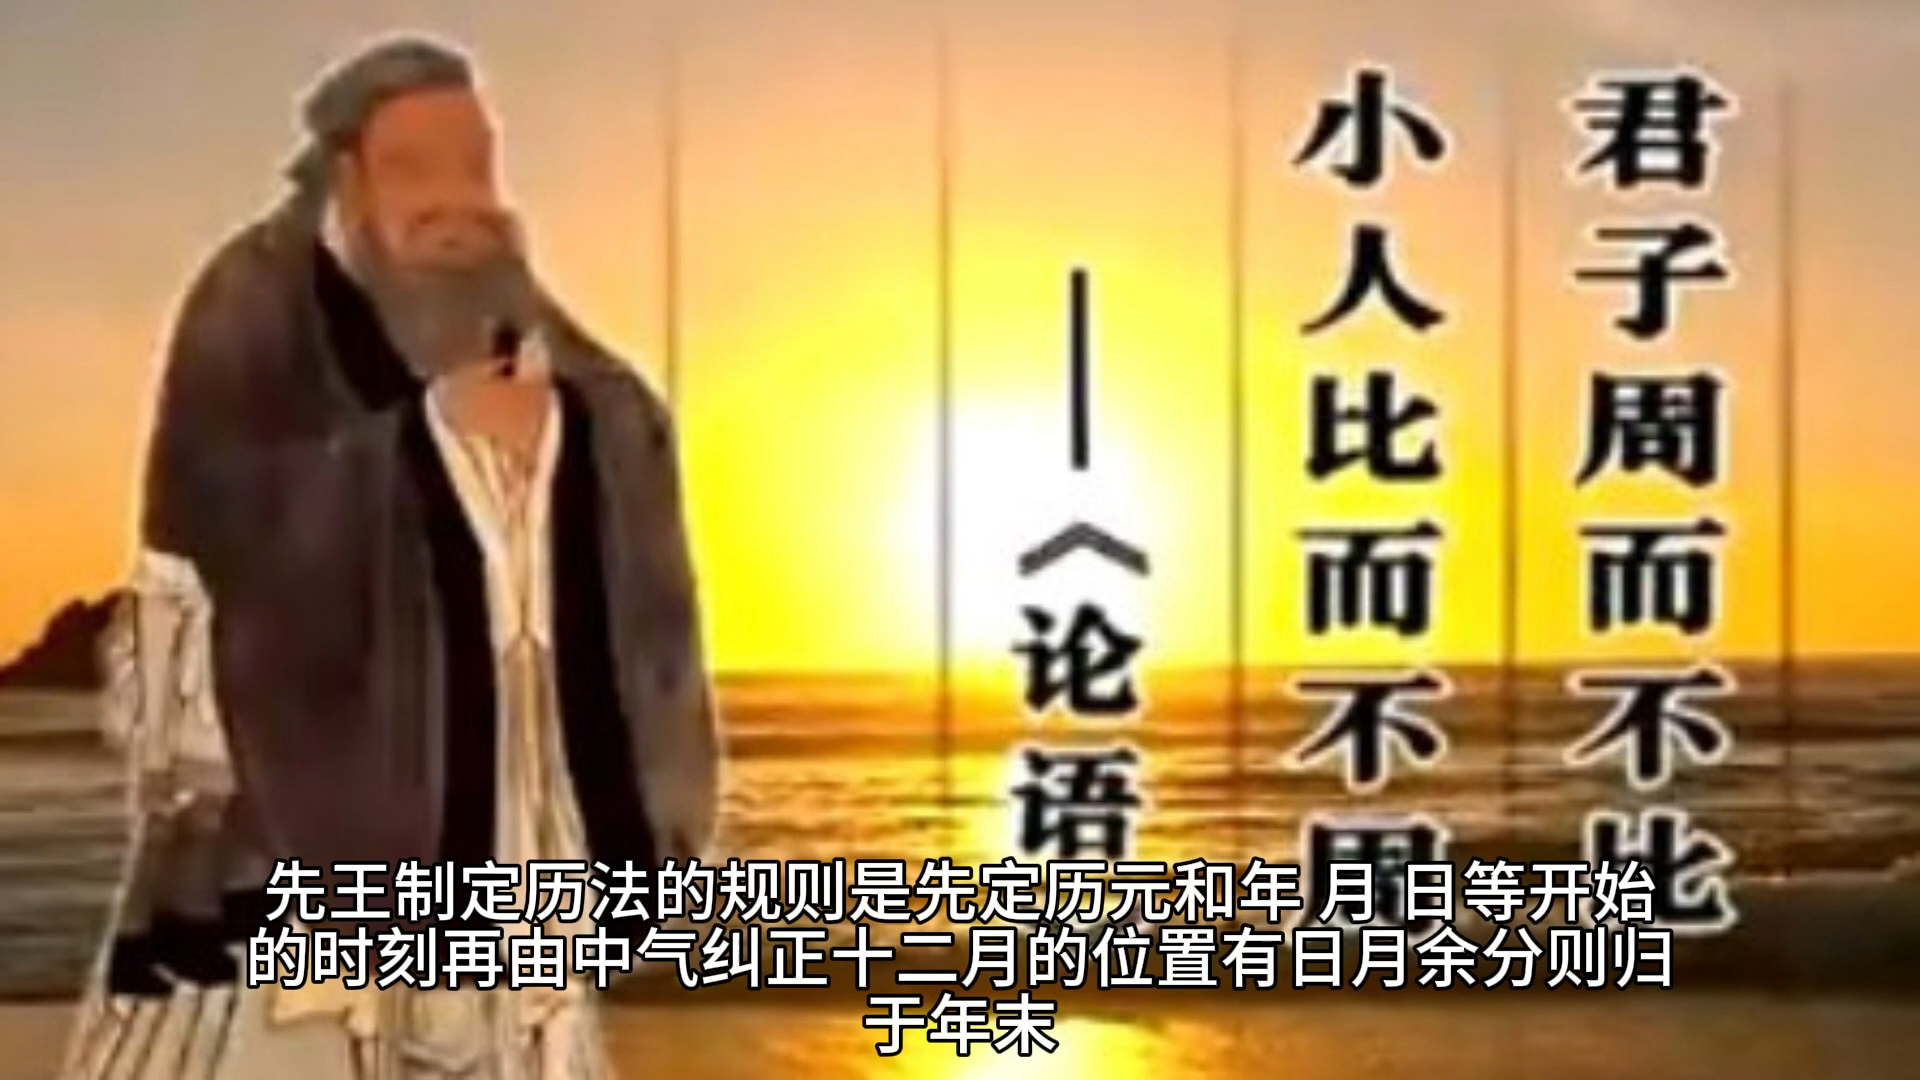 君子周而不比
小人比而不周
——《论语
先王制定历法的规则是先定历元和年 月 日等开始
的时刻再由中气纠正十二月的位置有日月余分则归
于年末